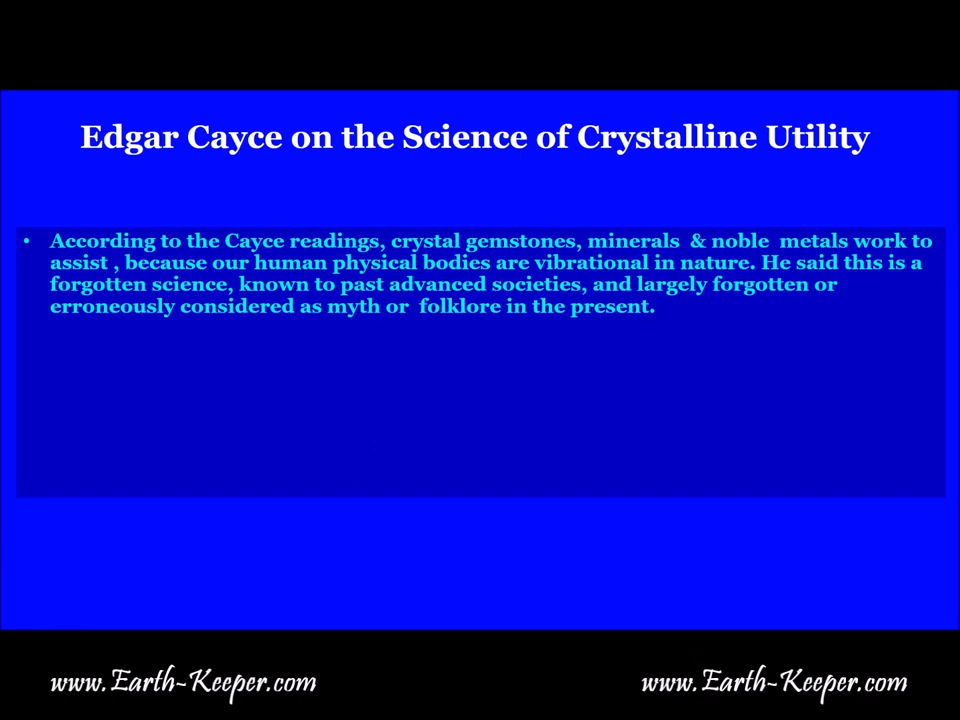 Edgar Cayce on the Science of Crystalline Utility
• According to the Cayce readings, crystal gemstones, minerals & noble metals work to
assist , because our human physical bodies are vibrational in nature. He said this is a
forgotten science, known to past advanced societies, and largely forgotten or
erroneously considered as myth or folklore in the present.
www.Earth-Keeper.com
www.Earth-Keeper.com